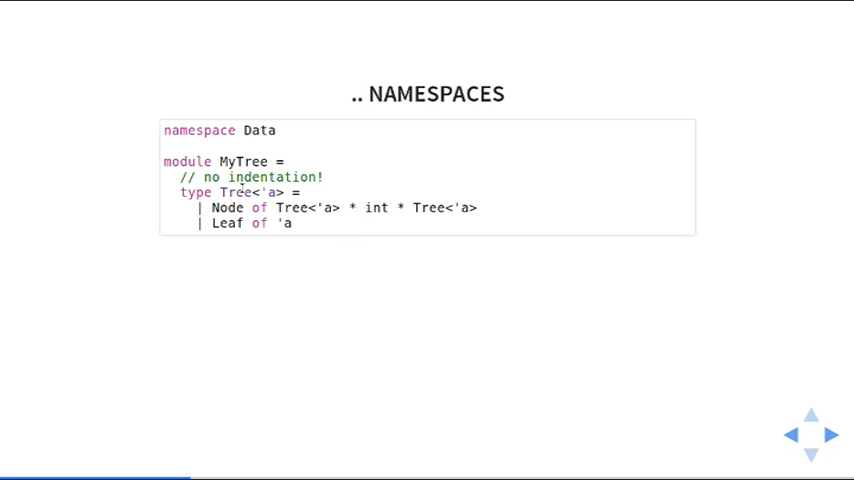 .. NAMESPACES
namespace Data
module MyTree =
// no indentation!
type Tree<'a> =
| Node of Tree<'a> * int * Tree<'a>
| Leaf of 'a